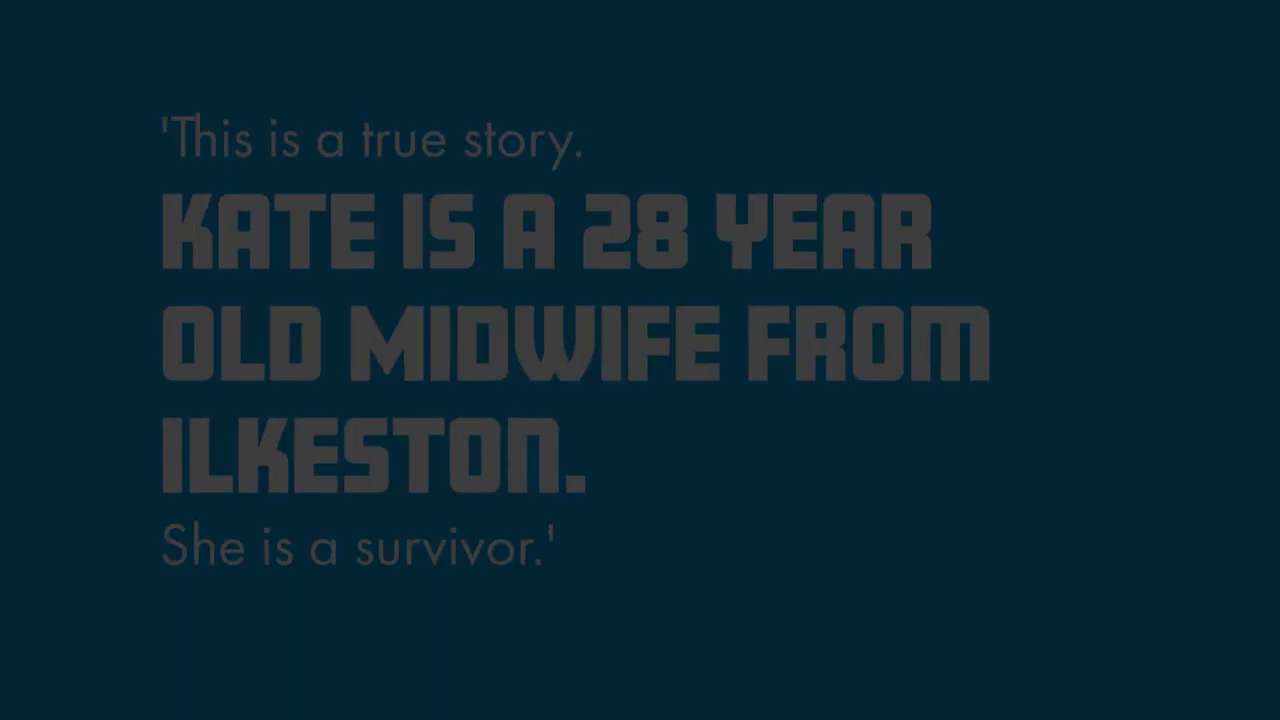 'This is a true story.
KATE IS A 28 YEAR
OLD MIDWIFE FROM
ILKESTON.
She is a survivor.'